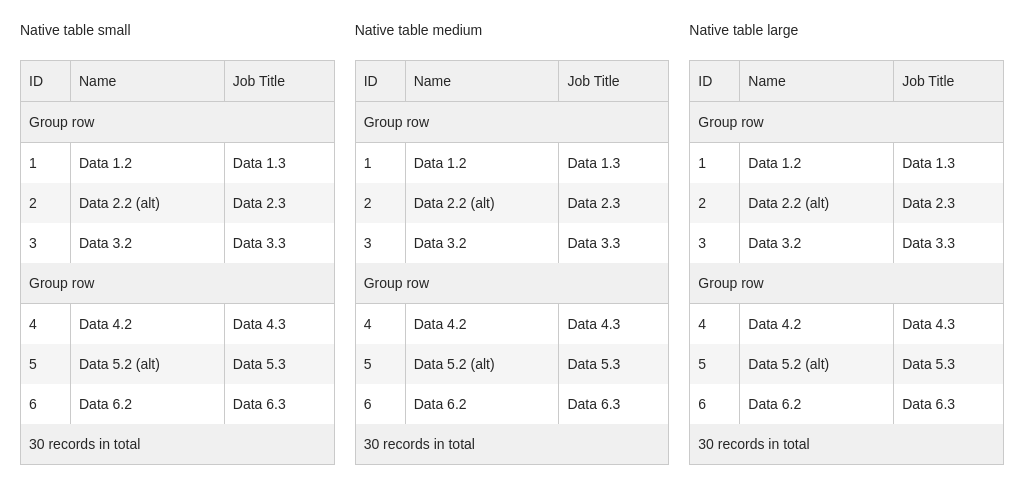 Native table small
ID Name Job Title
Group row
1 Data 1.2 Data 1.3
2 Data 2.2 (alt) Data 2.3
3 Data 3.2 Data 3.3
Group row
4 Data 4.2 Data 4.3
5 Data 5.2 (alt) Data 5.3
6 Data 6.2 Data 6.3
30 records in total
Native table medium
ID Name Job Title
Group row
1 Data 1.2 Data 1.3
2 Data 2.2 (alt) Data 2.3
3 Data 3.2 Data 3.3
Group row
4 Data 4.2 Data 4.3
5 Data 5.2 (alt) Data 5.3
6 Data 6.2 Data 6.3
30 records in total
Native table large
ID Name Job Title
Group row
1 Data 1.2 Data 1.3
2 Data 2.2 (alt) Data 2.3
3 Data 3.2 Data 3.3
Group row
4 Data 4.2 Data 4.3
5 Data 5.2 (alt) Data 5.3
6 Data 6.2 Data 6.3
30 records in total